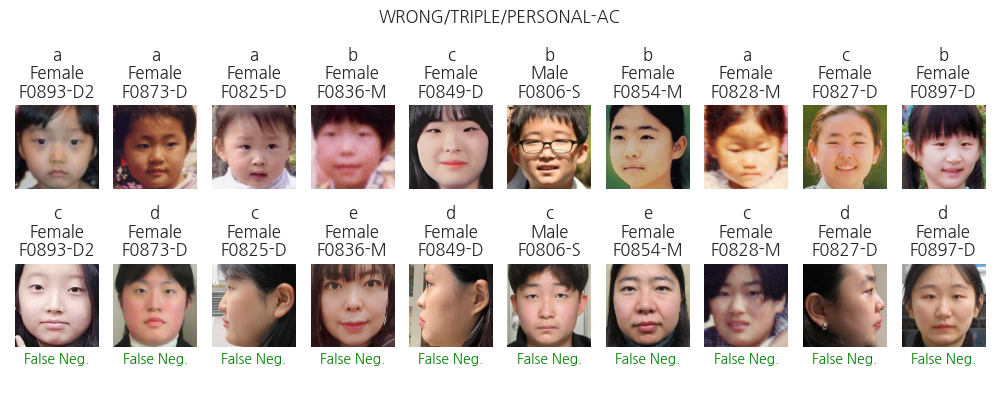 WRONG/TRIPLE/PERSONAL-AC
a a a b c b b a c b
Female Female Female Female Female Male Female Female Female Female
F0893-D2 F0873-D F0825-D F0836-M F0849-D F0806-S F0854-M F0828-M F0827-D F0897-D
c d c e d c e c d d
Female Female Female Female Female Male Female Female Female Female
F0893-D2 F0873-D F0825-D F0836-M F0849-D F0806-S F0854-M F0828-M F0827-D F0897-D
False Neg. False Neg. False Neg. False Neg. False Neg. False Neg. False Neg. False Neg. False Neg. False Neg.